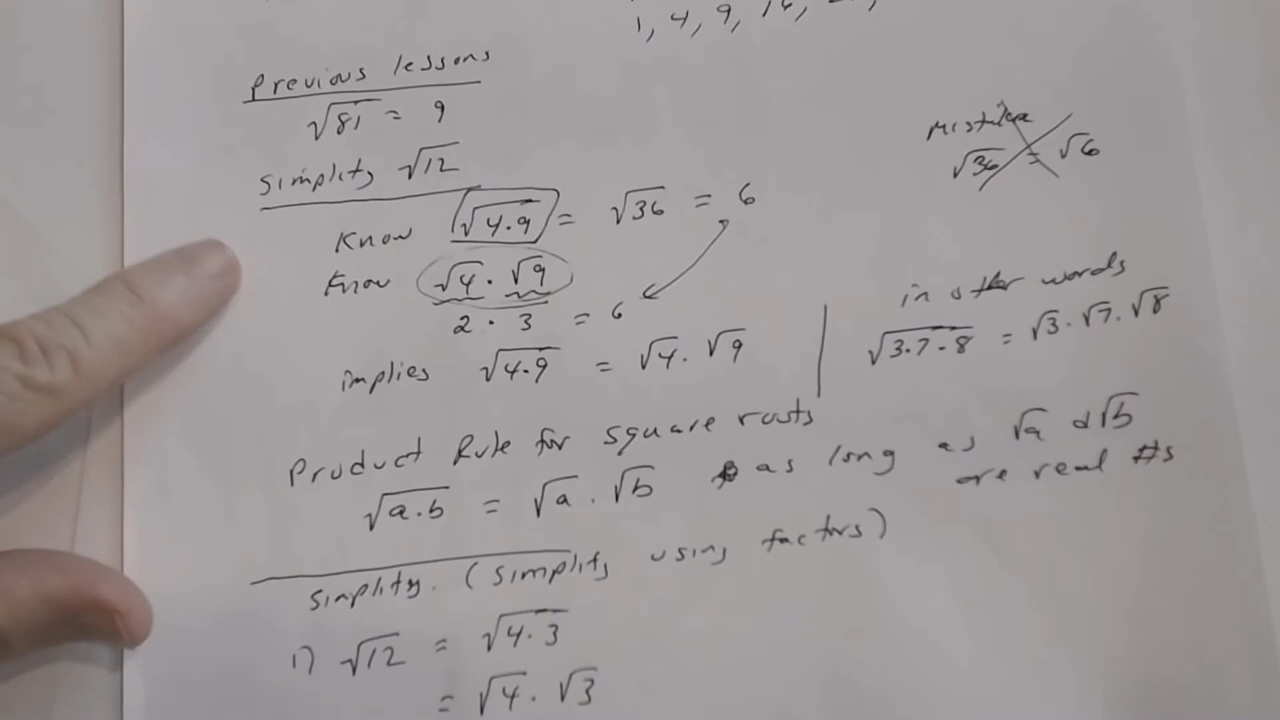 1, 4, 9, 16,
Previous lessons
√81 = 9
Mistake
√36 = √6
Simplify √12
Know √4·9 = √36 = 6
Know √4 · √9
2 · 3 = 6
in other words
implies √4·9 = √4 · √9
√3·7·8 = √3 · √7 · √8
Product Rule for square roots
√a·b = √a · √b as long as √a & √b
are real #s
Simplify. (Simplify using factors)
1) √12 = √4·3
= √4 · √3